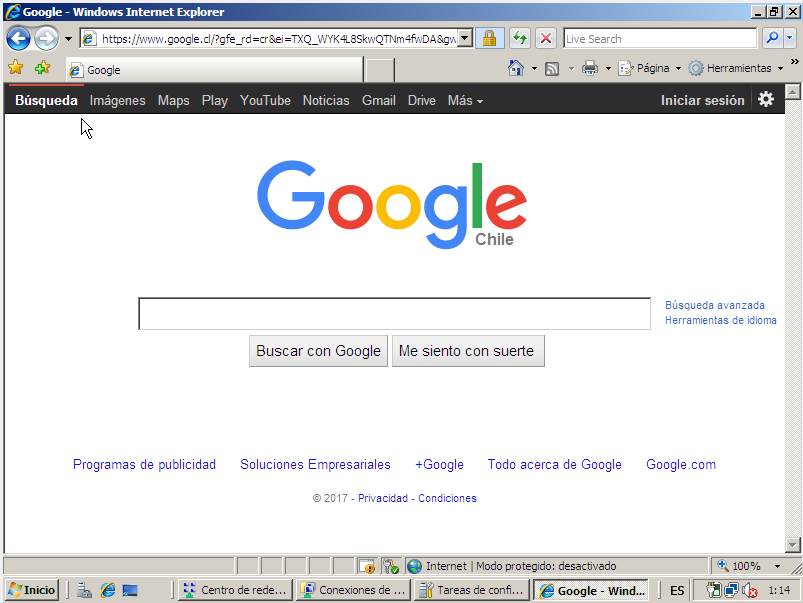 Google - Windows Internet Explorer
https://www.google.cl/?gfe_rd=cr&ei=TXQ_WYK4L8SkwQTNm4fwDA&gw
Live Search
Google
Página
Herramientas
Búsqueda Imágenes Maps Play YouTube Noticias Gmail Drive Más Iniciar sesión
Google
Chile
Búsqueda avanzada
Herramientas de idioma
Buscar con Google Me siento con suerte
Programas de publicidad Soluciones Empresariales +Google Todo acerca de Google Google.com
© 2017 - Privacidad - Condiciones
Internet | Modo protegido: desactivado 100%
Inicio Centro de rede... Conexiones de ... Tareas de confi... Google - Wind... ES 1:14